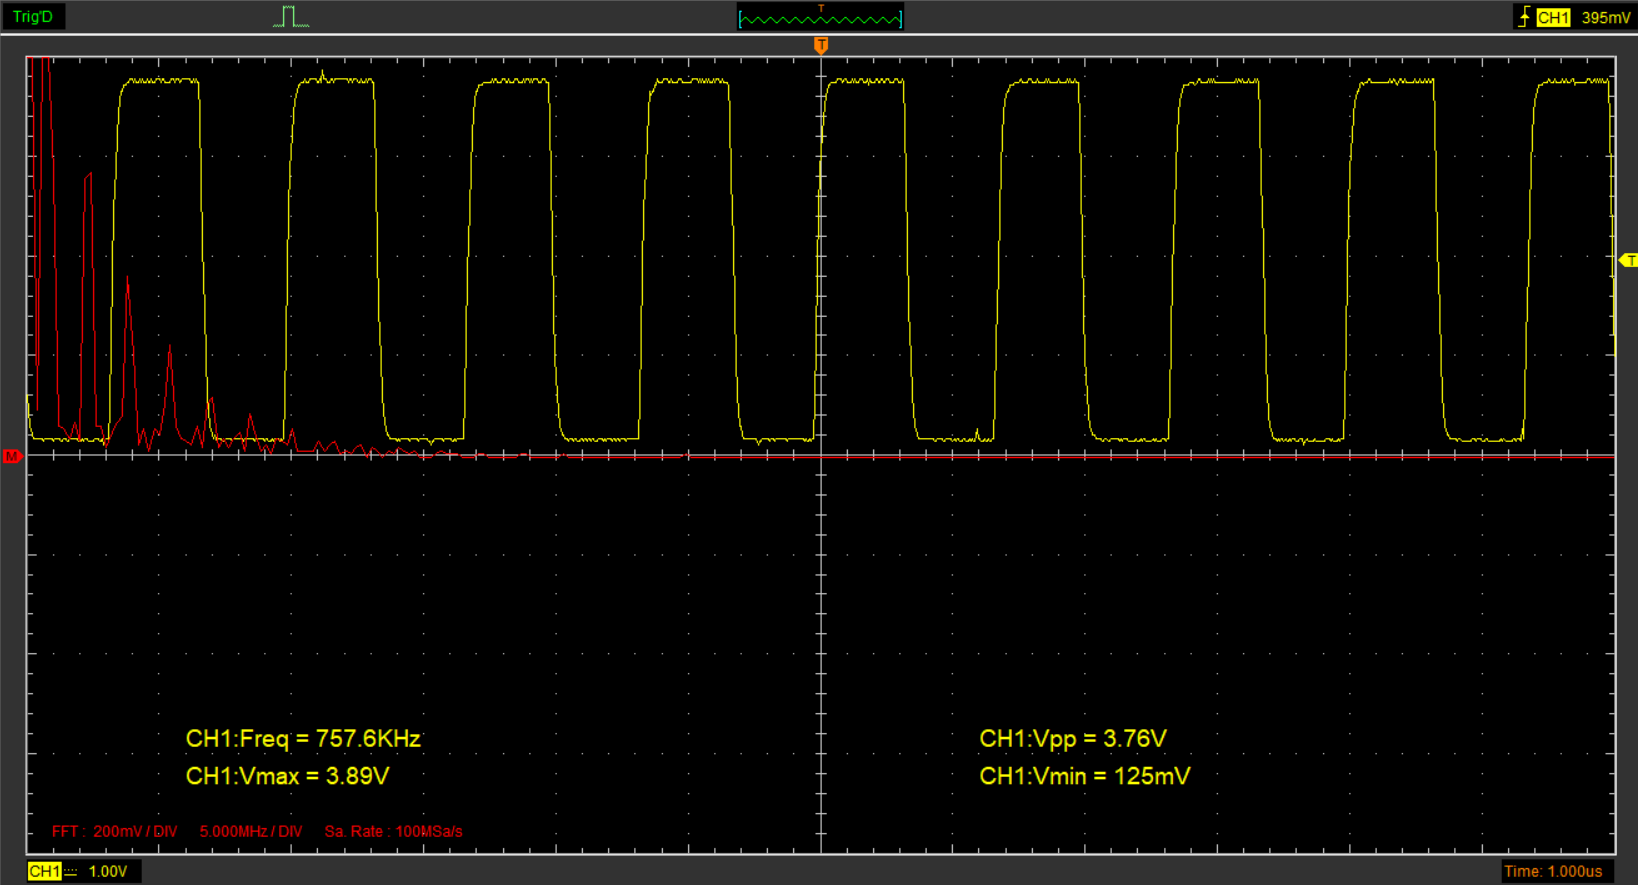 Trig'D
T
CH1 395mV
T
T
M
CH1:Freq = 757.6KHz
CH1:Vpp = 3.76V
CH1:Vmax = 3.89V
CH1:Vmin = 125mV
FFT : 200mV / DIV 5.000MHz / DIV Sa. Rate : 100MSa/s
CH1 1.00V
Time: 1.000us